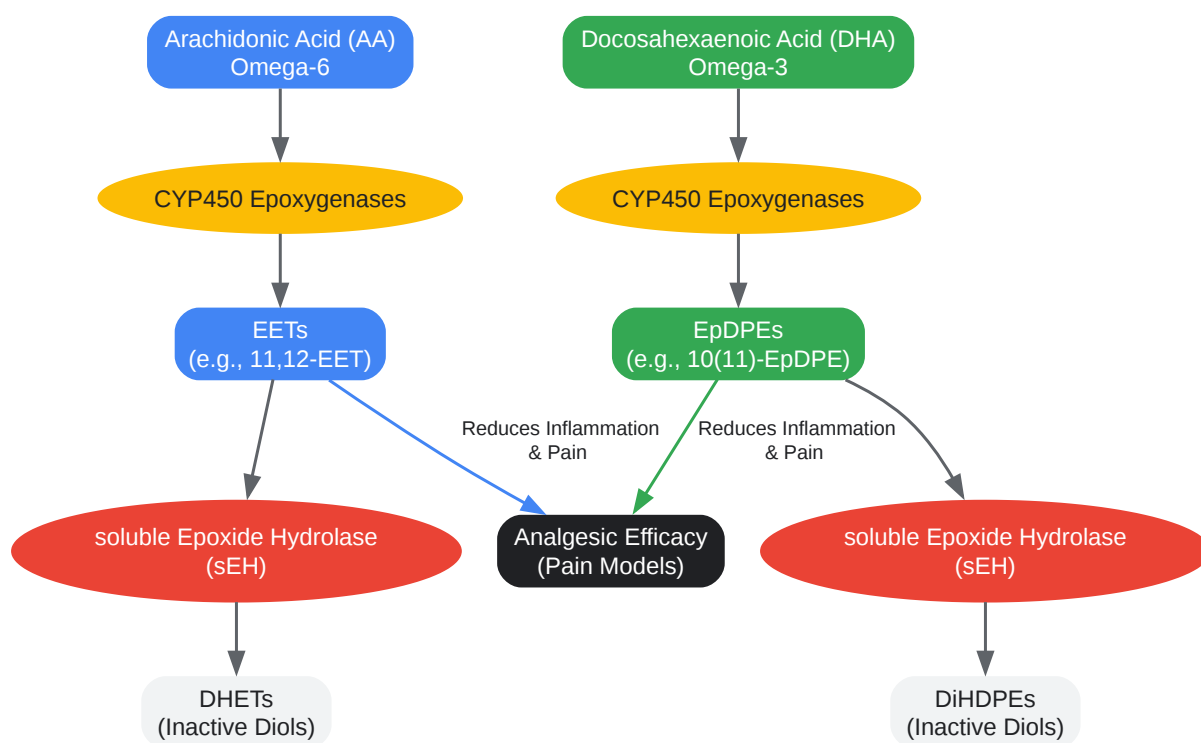 Arachidonic Acid (AA)
Omega-6
Docosahexaenoic Acid (DHA)
Omega-3
CYP450 Epoxygenases
CYP450 Epoxygenases
EETs
(e.g., 11,12-EET)
EpDPEs
(e.g., 10(11)-EpDPE)
Reduces Inflammation
& Pain
Reduces Inflammation
& Pain
soluble Epoxide Hydrolase
(sEH)
Analgesic Efficacy
(Pain Models)
soluble Epoxide Hydrolase
(sEH)
DHETs
(Inactive Diols)
DiHDPEs
(Inactive Diols)